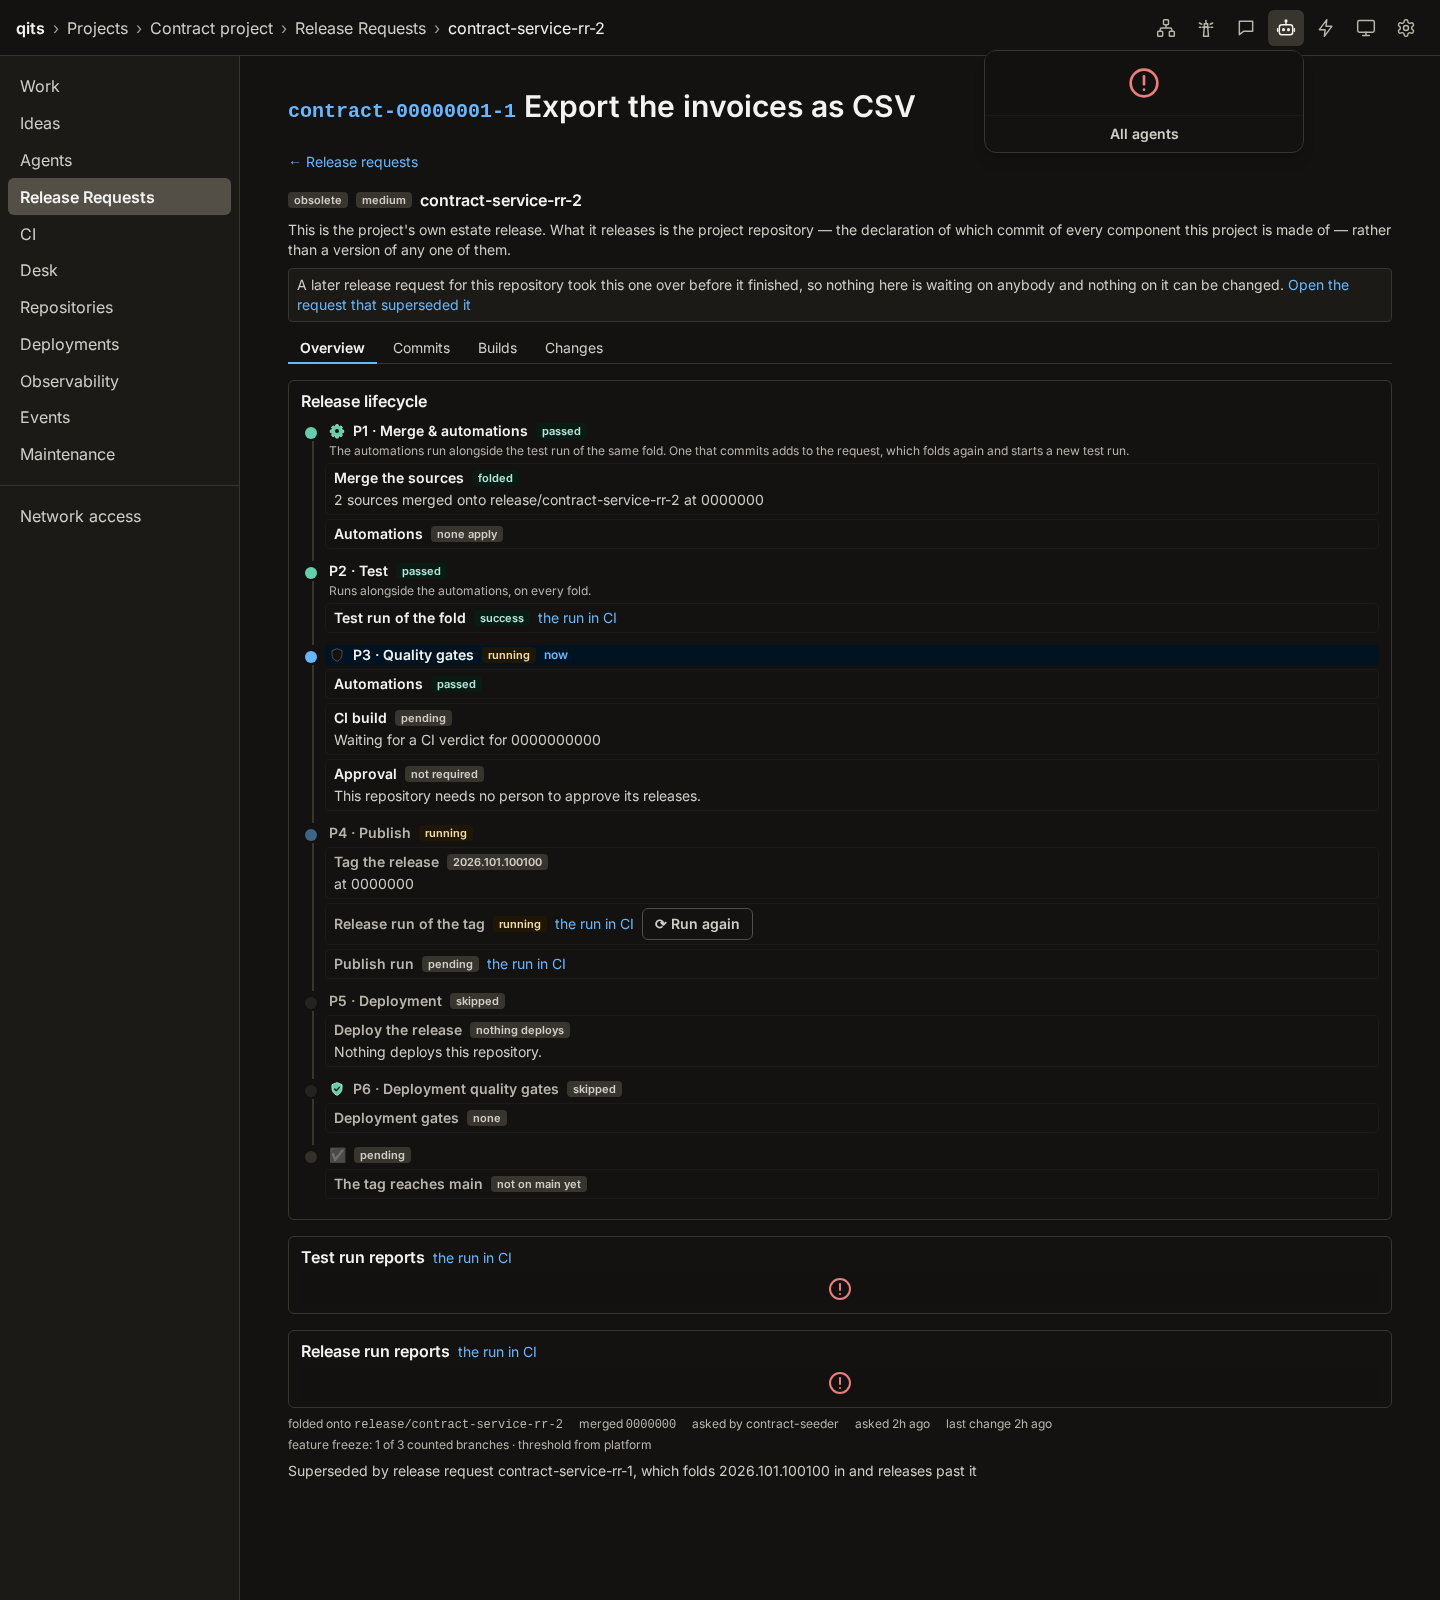 qits › Projects › Contract project › Release Requests › contract-service-rr-2
All agents
Work
Ideas
Agents
Release Requests
CI
Desk
Repositories
Deployments
Observability
Events
Maintenance
Network access
contract-00000001-1 Export the invoices as CSV
← Release requests
obsolete medium contract-service-rr-2
This is the project's own estate release. What it releases is the project repository — the declaration of which commit of every component this project is made of — rather
than a version of any one of them.
A later release request for this repository took this one over before it finished, so nothing here is waiting on anybody and nothing on it can be changed. Open the
request that superseded it
Overview Commits Builds Changes
Release lifecycle
P1 · Merge & automations passed
The automations run alongside the test run of the same fold. One that commits adds to the request, which folds again and starts a new test run.
Merge the sources folded
2 sources merged onto release/contract-service-rr-2 at 0000000
Automations none apply
P2 · Test passed
Runs alongside the automations, on every fold.
Test run of the fold success the run in CI
P3 · Quality gates running now
Automations passed
CI build pending
Waiting for a CI verdict for 0000000000
Approval not required
This repository needs no person to approve its releases.
P4 · Publish running
Tag the release 2026.101.100100
at 0000000
Release run of the tag running the run in CI ⟳ Run again
Publish run pending the run in CI
P5 · Deployment skipped
Deploy the release nothing deploys
Nothing deploys this repository.
P6 · Deployment quality gates skipped
Deployment gates none
☑ pending
The tag reaches main not on main yet
Test run reports the run in CI
Release run reports the run in CI
folded onto release/contract-service-rr-2 merged 0000000 asked by contract-seeder asked 2h ago last change 2h ago
feature freeze: 1 of 3 counted branches · threshold from platform
Superseded by release request contract-service-rr-1, which folds 2026.101.100100 in and releases past it